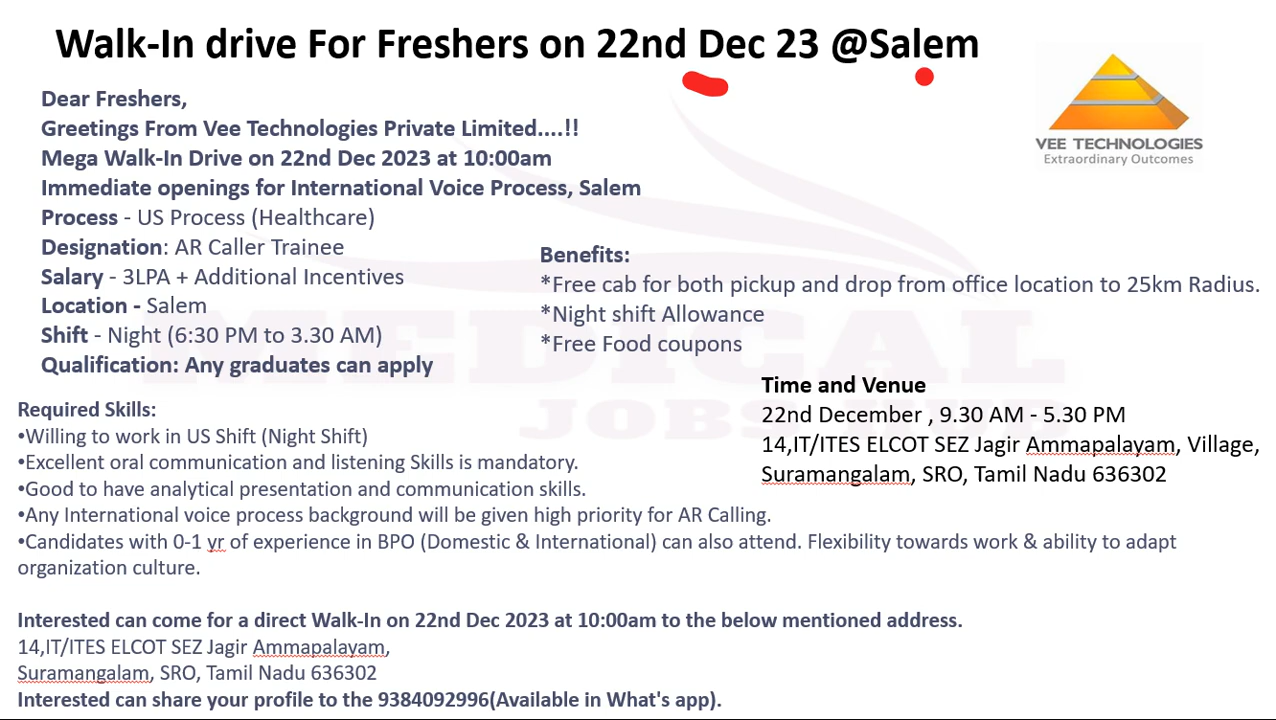 Walk-In drive For Freshers on 22nd Dec 23 @Salem
VEE TECHNOLOGIES
Extraordinary Outcomes
Dear Freshers,
Greetings From Vee Technologies Private Limited....!!
Mega Walk-In Drive on 22nd Dec 2023 at 10:00am
Immediate openings for International Voice Process, Salem
Process - US Process (Healthcare)
Designation: AR Caller Trainee
Salary - 3LPA + Additional Incentives
Location - Salem
Shift - Night (6:30 PM to 3.30 AM)
Qualification: Any graduates can apply
Benefits:
*Free cab for both pickup and drop from office location to 25km Radius.
*Night shift Allowance
*Free Food coupons
Time and Venue
22nd December , 9.30 AM - 5.30 PM
14,IT/ITES ELCOT SEZ Jagir Ammapalayam, Village,
Suramangalam, SRO, Tamil Nadu 636302
Required Skills:
•Willing to work in US Shift (Night Shift)
•Excellent oral communication and listening Skills is mandatory.
•Good to have analytical presentation and communication skills.
•Any International voice process background will be given high priority for AR Calling.
•Candidates with 0-1 yr of experience in BPO (Domestic & International) can also attend. Flexibility towards work & ability to adapt
organization culture.
Interested can come for a direct Walk-In on 22nd Dec 2023 at 10:00am to the below mentioned address.
14,IT/ITES ELCOT SEZ Jagir Ammapalayam,
Suramangalam, SRO, Tamil Nadu 636302
Interested can share your profile to the 9384092996(Available in What's app).
MEDICAL
JOBS HUB